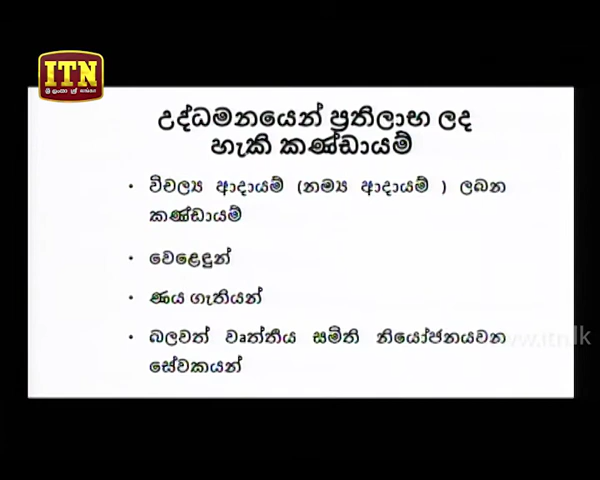 ITN
උද්ධමනයෙන් ප්‍රතිලාභ ලද
හැකි කණ්ඩායම්
• විචල්‍ය ආදායම් (නම්‍ය ආදායම් ) ලබන
කණ්ඩායම්
• වෙළෙඳුන්
• ණය ගැතියන්
• බලවත් වෘත්තීය සමිති නියෝජනයවන
සේවකයන්
www.itn.lk